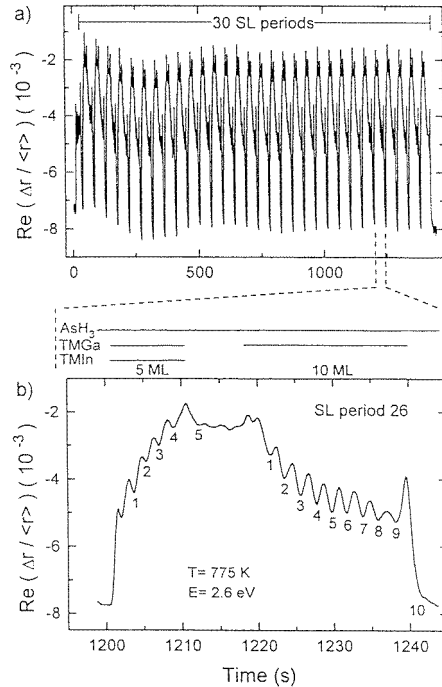 a)
30 SL periods
Re ( Δr / <r> ) ( 10⁻³ )
-2
-4
-6
-8
0 500 1000
AsH₃
TMGa
TMIn
5 ML 10 ML
b)
SL period 26
Re ( Δr / <r> ) ( 10⁻³ )
-2
-4
-6
-8
1 2 3 4 5
1 2 3 4 5 6 7 8 9 10
T= 775 K
E= 2.6 eV
1200 1210 1220 1230 1240
Time (s)